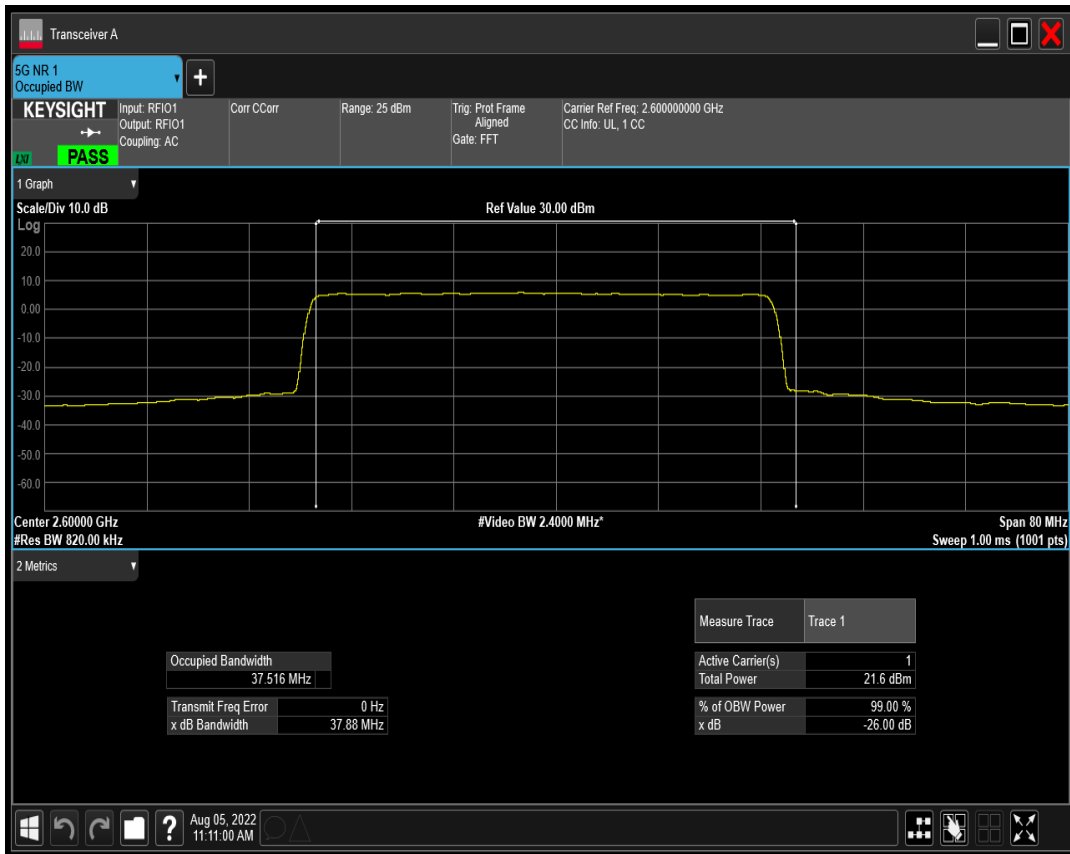 Transceiver A
5G NR 1
Occupied BW
+
KEYSIGHT
LXI
PASS
Input: RFIO1
Output: RFIO1
Coupling: AC
Corr CCorr
Range: 25 dBm
Trig: Prot Frame
Aligned
Gate: FFT
Carrier Ref Freq: 2.600000000 GHz
CC Info: UL, 1 CC
1 Graph
Scale/Div 10.0 dB
Ref Value 30.00 dBm
Log
20.0
10.0
0.00
-10.0
-20.0
-30.0
-40.0
-50.0
-60.0
Center 2.60000 GHz
#Video BW 2.4000 MHz*
Span 80 MHz
#Res BW 820.00 kHz
Sweep 1.00 ms (1001 pts)
2 Metrics
Measure Trace Trace 1
Occupied Bandwidth
37.516 MHz
Active Carrier(s) 1
Total Power 21.6 dBm
Transmit Freq Error 0 Hz
x dB Bandwidth 37.88 MHz
% of OBW Power 99.00 %
x dB -26.00 dB
?
Aug 05, 2022
11:11:00 AM